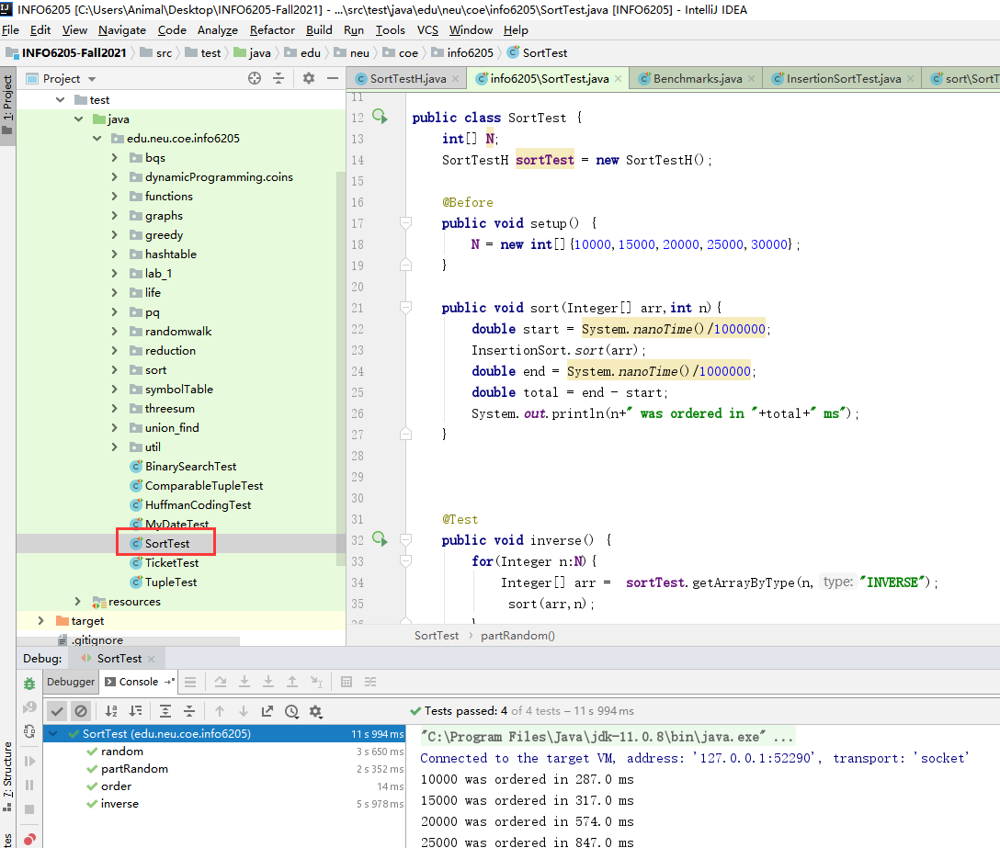 INFO6205 [C:\Users\Animal\Desktop\INFO6205-Fall2021] - ...\src\test\java\edu\neu\coe\info6205\SortTest.java [INFO6205] - IntelliJ IDEA
File Edit View Navigate Code Analyze Refactor Build Run Tools VCS Window Help
INFO6205-Fall2021 src test java edu neu coe info6205 SortTest
1: Project
Project
SortTestH.java info6205\SortTest.java Benchmarks.java InsertionSortTest.java
test
java
edu.neu.coe.info6205
bqs
dynamicProgramming.coins
functions
graphs
greedy
hashtable
lab_1
life
pq
randomwalk
reduction
sort
symbolTable
threesum
union_find
util
BinarySearchTest
ComparableTupleTest
HuffmanCodingTest
MyDateTest
SortTest
TicketTest
TupleTest
resources
target
.gitignore
11
12 public class SortTest {
13 int[] N;
14 SortTestH sortTest = new SortTestH();
15
16 @Before
17 public void setup() {
18 N = new int[]{10000,15000,20000,25000,30000};
19 }
20
21 public void sort(Integer[] arr,int n){
22 double start = System.nanoTime()/1000000;
23 InsertionSort.sort(arr);
24 double end = System.nanoTime()/1000000;
25 double total = end - start;
26 System.out.println(n+" was ordered in "+total+" ms");
27 }
28
29
30
31 @Test
32 public void inverse() {
33 for(Integer n:N){
34 Integer[] arr = sortTest.getArrayByType(n, type: "INVERSE");
35 sort(arr,n);
SortTest partRandom()
Debug: SortTest
Debugger Console
Tests passed: 4 of 4 tests – 11 s 994 ms
SortTest (edu.neu.coe.info6205) 11 s 994 ms
random 3 s 650 ms
partRandom 2 s 352 ms
order 14 ms
inverse 5 s 978 ms
"C:\Program Files\Java\jdk-11.0.8\bin\java.exe" ...
Connected to the target VM, address: '127.0.0.1:52290', transport: 'socket'
10000 was ordered in 287.0 ms
15000 was ordered in 317.0 ms
20000 was ordered in 574.0 ms
25000 was ordered in 847.0 ms
7: Structure